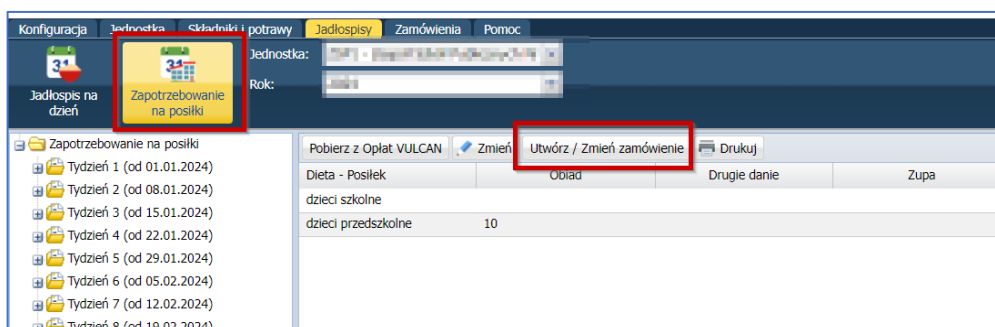 Konfiguracja Jednostka Składniki i potrawy Jadłospisy Zamówienia Pomoc
31
Jadłospis na
dzień
31
Zapotrzebowanie
na posiłki
Jednostka:
Rok:
Zapotrzebowanie na posiłki
Tydzień 1 (od 01.01.2024)
Tydzień 2 (od 08.01.2024)
Tydzień 3 (od 15.01.2024)
Tydzień 4 (od 22.01.2024)
Tydzień 5 (od 29.01.2024)
Tydzień 6 (od 05.02.2024)
Tydzień 7 (od 12.02.2024)
Tydzień 8 (od 19.02.2024)
Pobierz z Opłat VULCAN Zmień Utwórz / Zmień zamówienie Drukuj
Dieta - Posiłek Obiad Drugie danie Zupa
dzieci szkolne
dzieci przedszkolne 10